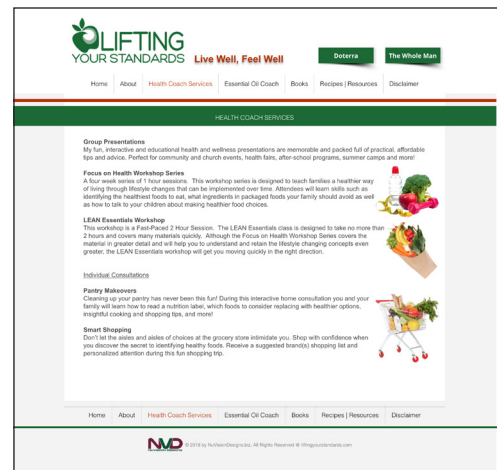 LIFTING
YOUR STANDARDS
Live Well, Feel Well
Doterra
The Whole Man
Home About Health Coach Services Essential Oil Coach Books Recipes | Resources Disclaimer
HEALTH COACH SERVICES
Group Presentations
My fun, interactive and educational health and wellness presentations are memorable and packed full of practical, affordable
tips and advice. Perfect for community and church events, health fairs, after-school programs, summer camps and more!
Focus on Health Workshop Series
A four week series of 1 hour sessions. This workshop series is designed to teach families a healthier way
of living through lifestyle changes that can be implemented over time. Attendees will learn skills such as
identifying the healthiest foods to eat, what ingredients in packaged foods your family should avoid as well
as how to talk to your children about making healthier food choices.
LEAN Essentials Workshop
This workshop is a Fast-Paced 2 Hour Session. The LEAN Essentials class is designed to take no more than
2 hours and covers many materials quickly. Although the Focus on Health Workshop Series covers the
material in greater detail and will help you to understand and retain the lifestyle changing concepts even
greater, the LEAN Essentials workshop will get you moving quickly in the right direction.
Individual Consultations
Pantry Makeovers
Cleaning up your pantry has never been this fun! During this interactive home consultation you and your
family will learn how to read a nutrition label, which foods to consider replacing with healthier options,
insightful cooking and shopping tips, and more!
Smart Shopping
Don't let the aisles and aisles of choices at the grocery store intimidate you. Shop with confidence when
you discover the secret to identifying healthy foods. Receive a suggested brand(s) shopping list and
personalized attention during this fun shopping trip.
Home About Health Coach Services Essential Oil Coach Books Recipes | Resources Disclaimer
NVD
© 2018 by NuVisionDesigns.biz. All Rights Reserved @ liftingyourstandards.com